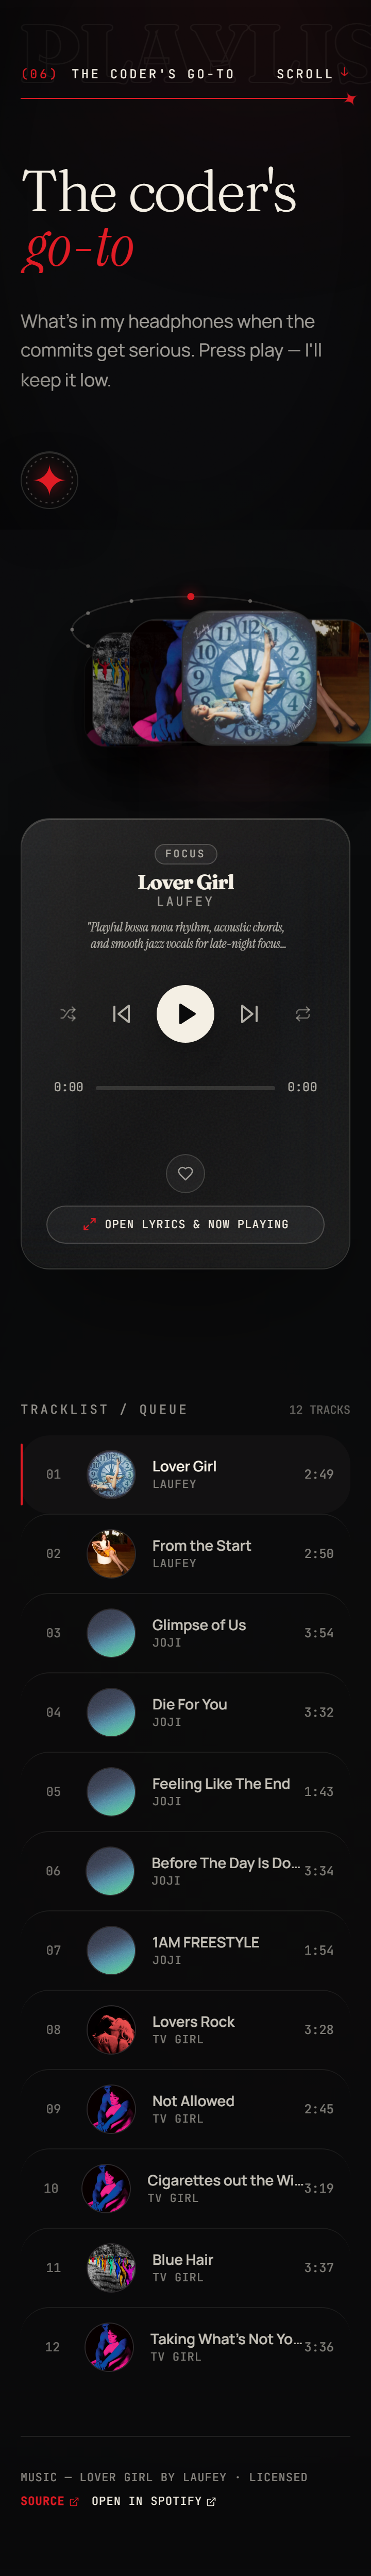 PLAYLIS
(06) THE CODER'S GO-TO SCROLL ↓
The coder's
go-to
What's in my headphones when the
commits get serious. Press play — I'll
keep it low.
FOCUS
Lover Girl
LAUFEY
"Playful bossa nova rhythm, acoustic chords,
and smooth jazz vocals for late-night focus...
0:00 0:00
OPEN LYRICS & NOW PLAYING
TRACKLIST / QUEUE 12 TRACKS
01 Lover Girl 2:49
LAUFEY
02 From the Start 2:50
LAUFEY
03 Glimpse of Us 3:54
JOJI
04 Die For You 3:32
JOJI
05 Feeling Like The End 1:43
JOJI
06 Before The Day Is Do... 3:34
JOJI
07 1AM FREESTYLE 1:54
JOJI
08 Lovers Rock 3:28
TV GIRL
09 Not Allowed 2:45
TV GIRL
10 Cigarettes out the Wi... 3:19
TV GIRL
11 Blue Hair 3:37
TV GIRL
12 Taking What's Not Yo... 3:36
TV GIRL
MUSIC — LOVER GIRL BY LAUFEY · LICENSED
SOURCE OPEN IN SPOTIFY